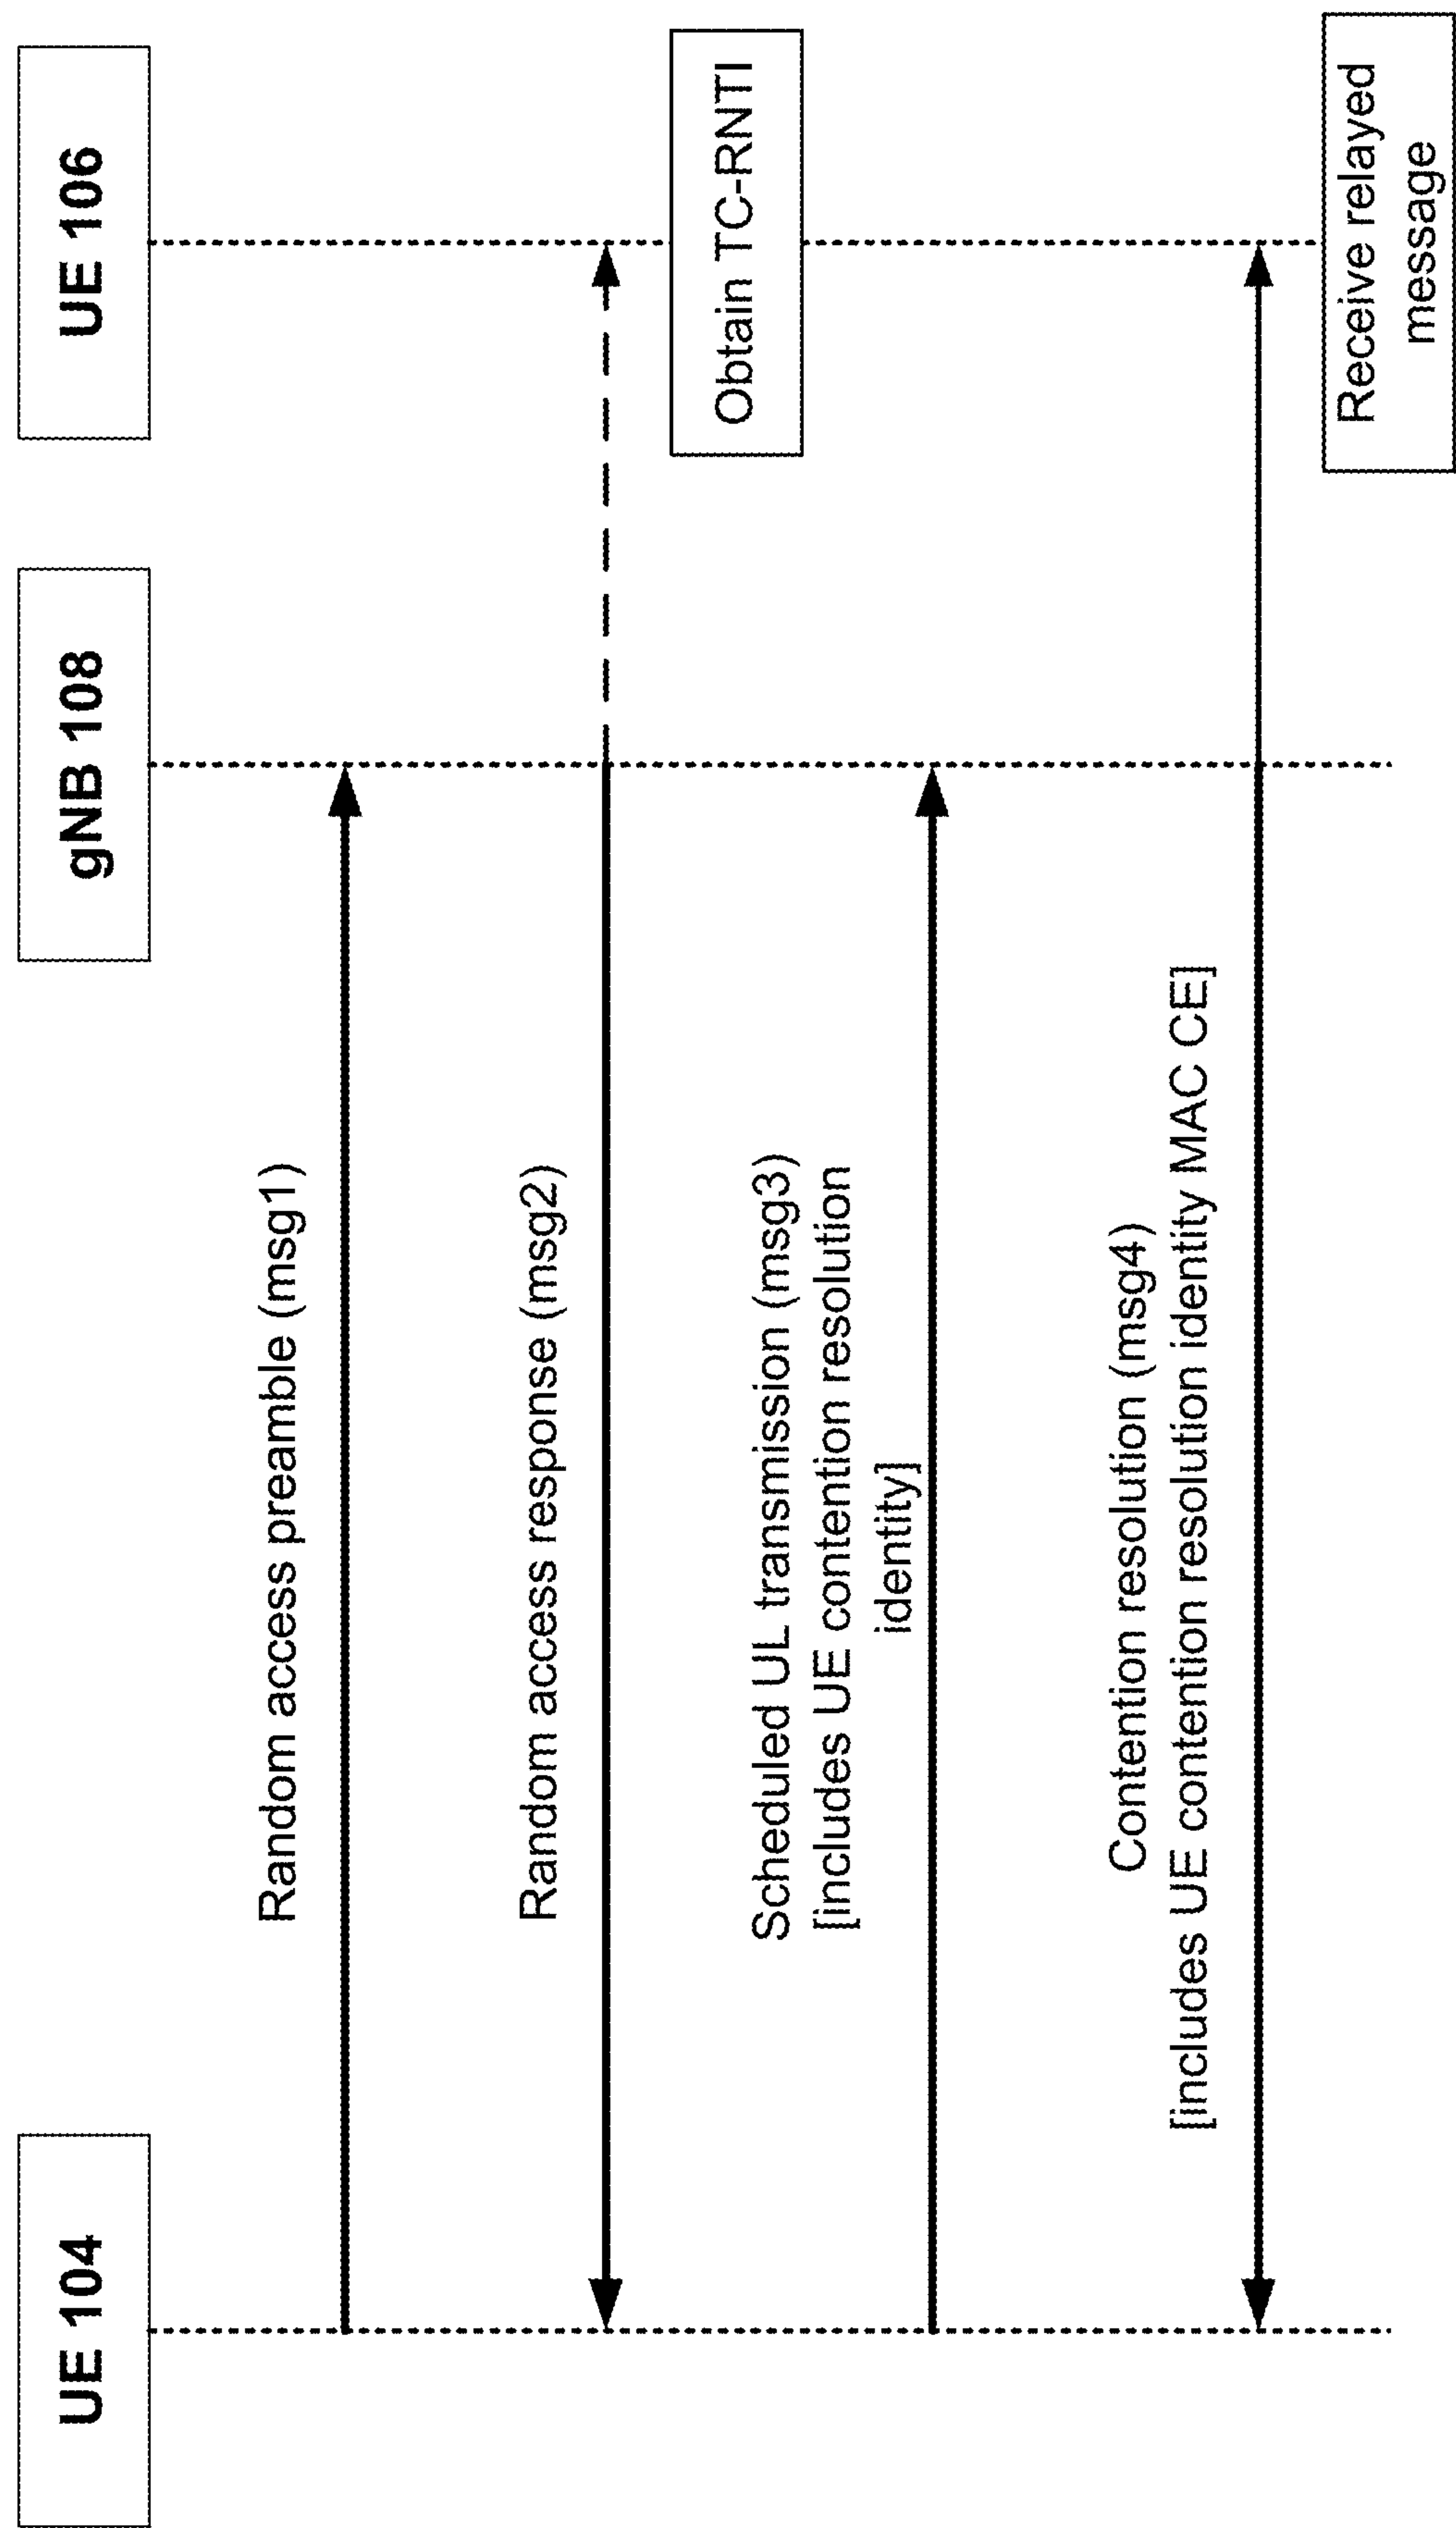 UE 104
gNB 108
UE 106
Random access preamble (msg1)
Random access response (msg2)
Obtain TC-RNTI
Scheduled UL transmission (msg3)
[includes UE contention resolution
identity]
Contention resolution (msg4)
[includes UE contention resolution identity MAC CE]
Receive relayed
message